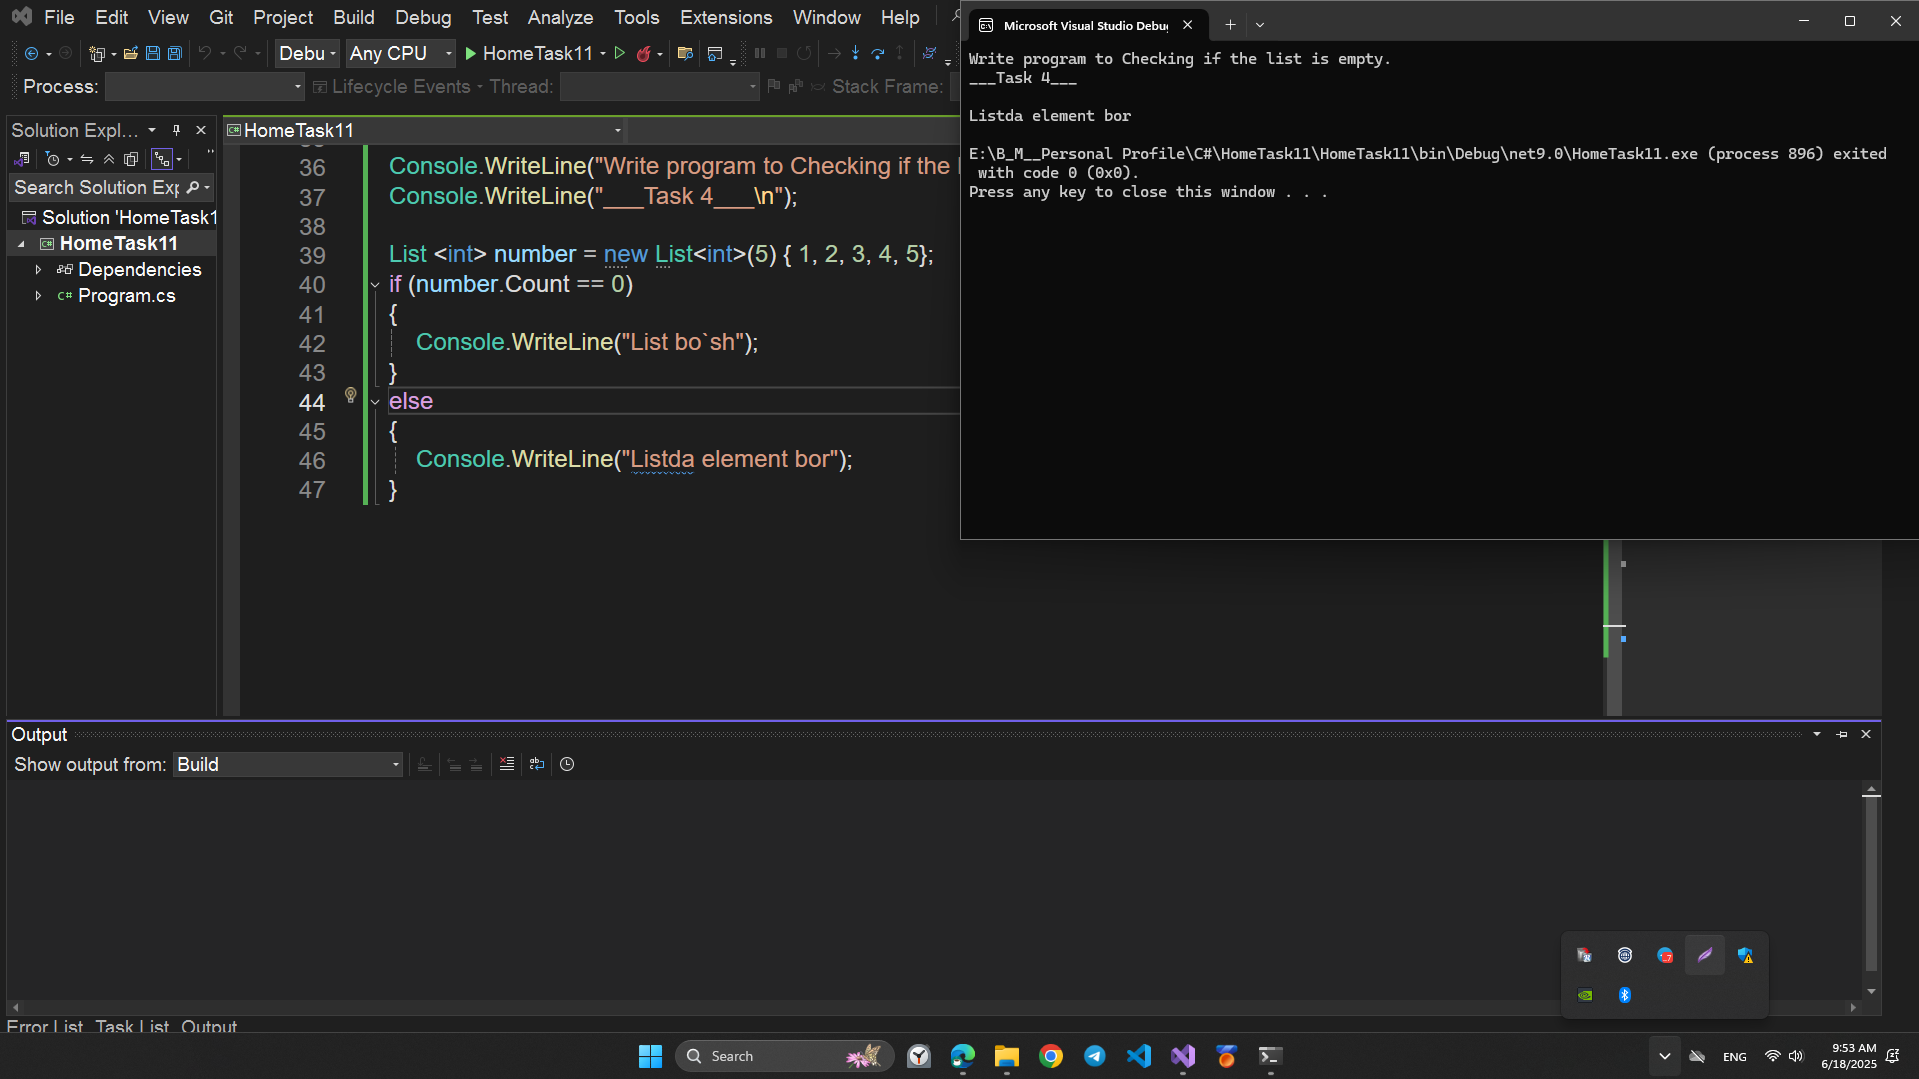 File Edit View Git Project Build Debug Test Analyze Tools Extensions Window Help
Debu Any CPU HomeTask11
Process: Lifecycle Events Thread: Stack Frame:
Solution Expl...
Search Solution Exp
Solution 'HomeTask1
HomeTask11
Dependencies
Program.cs
HomeTask11
36 Console.WriteLine("Write program to Checking if the l
37 Console.WriteLine("___Task 4___\n");
38
39 List <int> number = new List<int>(5) { 1, 2, 3, 4, 5};
40 if (number.Count == 0)
41 {
42 Console.WriteLine("List bo`sh");
43 }
44 else
45 {
46 Console.WriteLine("Listda element bor");
47 }
Microsoft Visual Studio Debug
Write program to Checking if the list is empty.
___Task 4___
Listda element bor
E:\B_M__Personal Profile\C#\HomeTask11\HomeTask11\bin\Debug\net9.0\HomeTask11.exe (process 896) exited
with code 0 (0x0).
Press any key to close this window . . .
Output
Show output from: Build
Error List Task List Output
Search
ENG
9:53 AM
6/18/2025